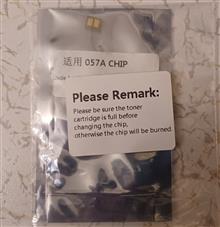 适用 057A CHIP
Please Remark:
Please be sure the toner
cartridge is full before
changing the chip,
otherwise the chip will be burned.